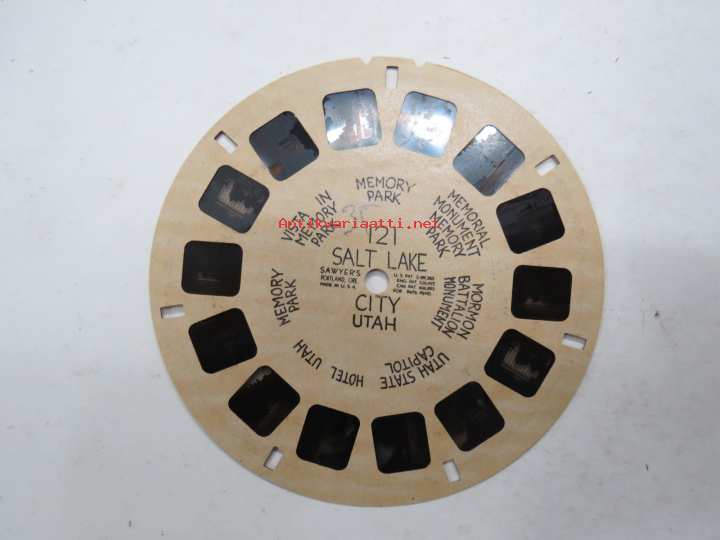 MEMORY
PARK
MEMORIAL
MONUMENT
MEMORY
PARK
MORMON
BATTALION
MONUMENT
UTAH STATE
CAPITOL
HOTEL UTAH
MEMORY
PARK
VISTA IN
MEMORY
PARK
35
Antikvariaatti.net
121
SALT LAKE
SAWYER'S
PORTLAND, ORE.
MADE IN U.S.A.
CITY
UTAH